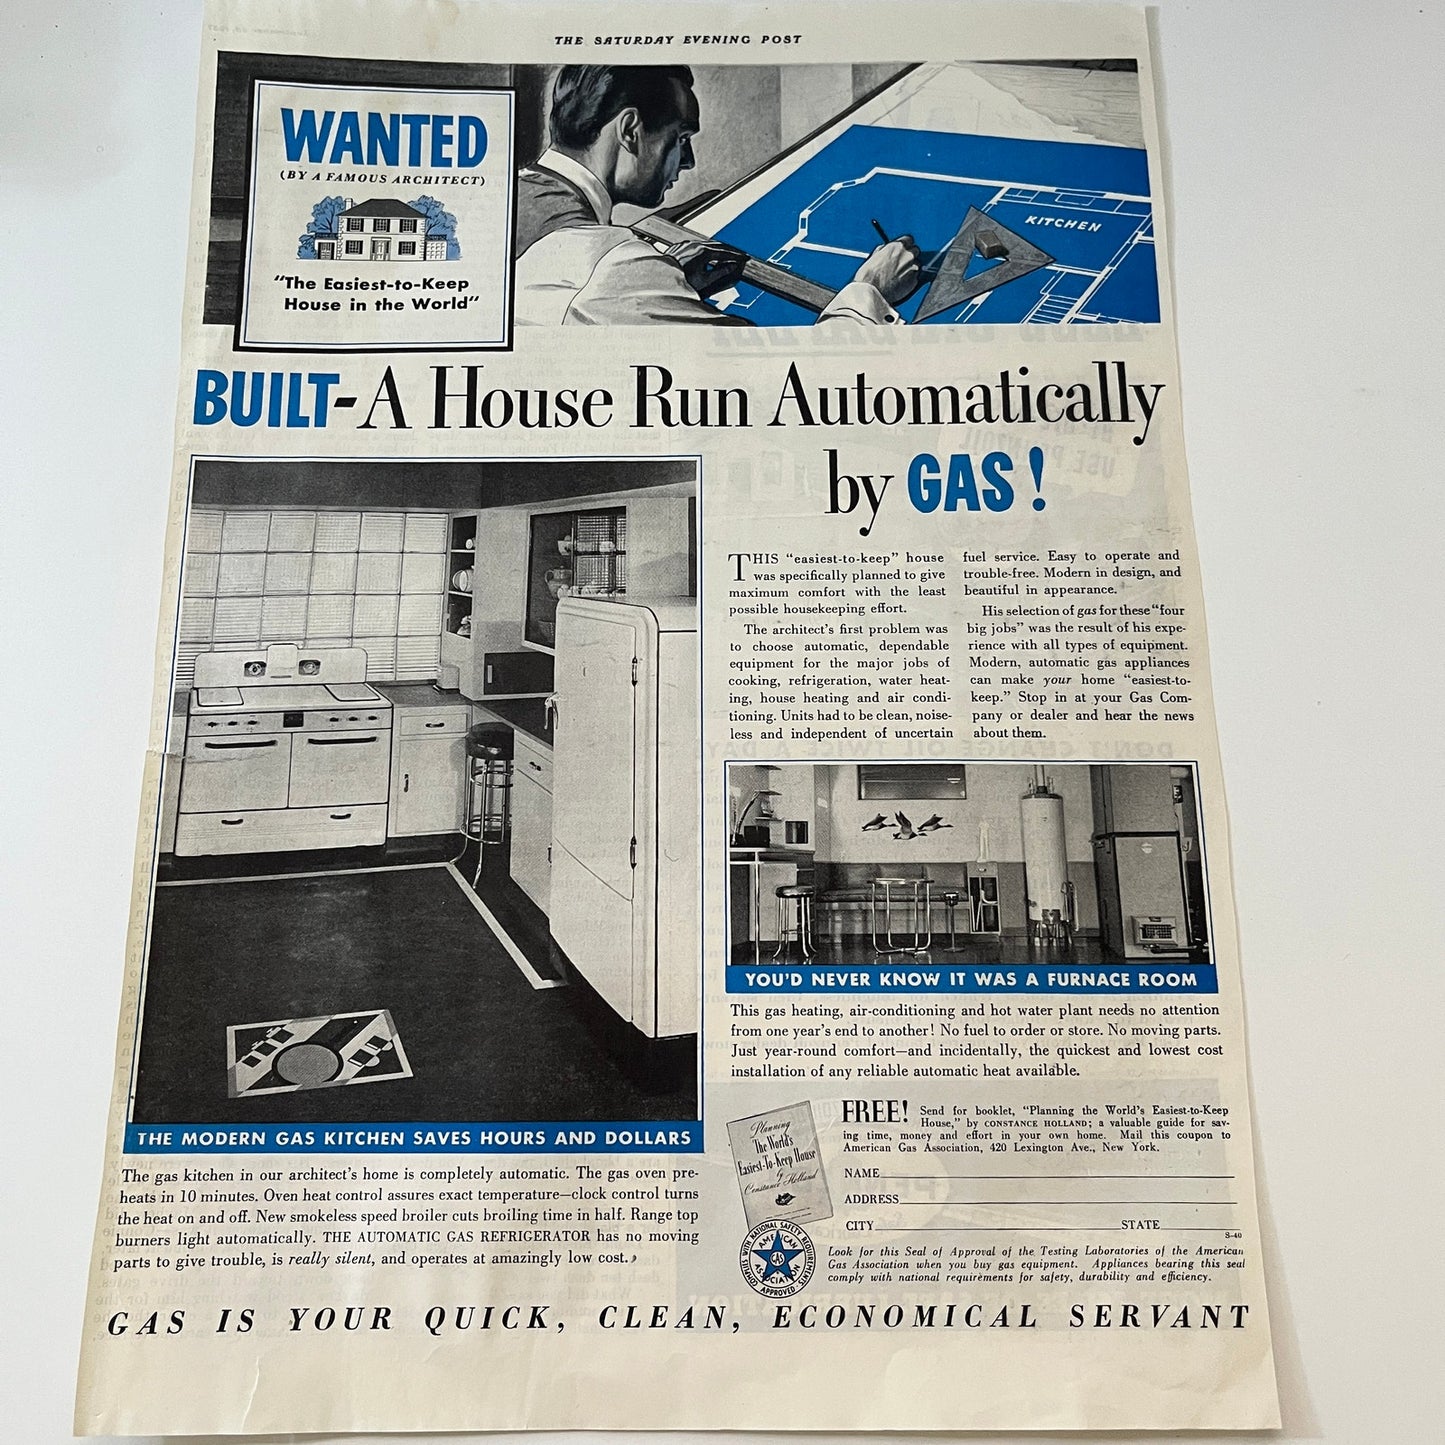 THE SATURDAY EVENING POST
WANTED
(BY A FAMOUS ARCHITECT)
"The Easiest-to-Keep
House in the World"
KITCHEN
BUILT-A House Run Automatically
by GAS!
THIS "easiest-to-keep" house
was specifically planned to give
maximum comfort with the least
possible housekeeping effort.
The architect's first problem was
to choose automatic, dependable
equipment for the major jobs of
cooking, refrigeration, water heat-
ing, house heating and air condi-
tioning. Units had to be clean, noise-
less and independent of uncertain
fuel service. Easy to operate and
trouble-free. Modern in design, and
beautiful in appearance.
His selection of gas for these "four
big jobs" was the result of his expe-
rience with all types of equipment.
Modern, automatic gas appliances
can make your home "easiest-to-
keep." Stop in at your Gas Com-
pany or dealer and hear the news
about them.
YOU'D NEVER KNOW IT WAS A FURNACE ROOM
This gas heating, air-conditioning and hot water plant needs no attention
from one year's end to another! No fuel to order or store. No moving parts.
Just year-round comfort—and incidentally, the quickest and lowest cost
installation of any reliable automatic heat available.
THE MODERN GAS KITCHEN SAVES HOURS AND DOLLARS
The gas kitchen in our architect's home is completely automatic. The gas oven pre-
heats in 10 minutes. Oven heat control assures exact temperature—clock control turns
the heat on and off. New smokeless speed broiler cuts broiling time in half. Range top
burners light automatically. THE AUTOMATIC GAS REFRIGERATOR has no moving
parts to give trouble, is really silent, and operates at amazingly low cost.
Planning
The World's
Easiest-To-Keep House
by
Constance Holland
FREE! Send for booklet, "Planning the World's Easiest-to-Keep
House," by CONSTANCE HOLLAND; a valuable guide for sav-
ing time, money and effort in your own home. Mail this coupon to
American Gas Association, 420 Lexington Ave., New York.
NAME
ADDRESS
CITY STATE
S-40
COMPLIES WITH NATIONAL SAFETY REQUIREMENTS
AMERICAN
GAS
ASSOCIATION
APPROVED
Look for this Seal of Approval of the Testing Laboratories of the American
Gas Association when you buy gas equipment. Appliances bearing this seal
comply with national requirements for safety, durability and efficiency.
GAS IS YOUR QUICK, CLEAN, ECONOMICAL SERVANT